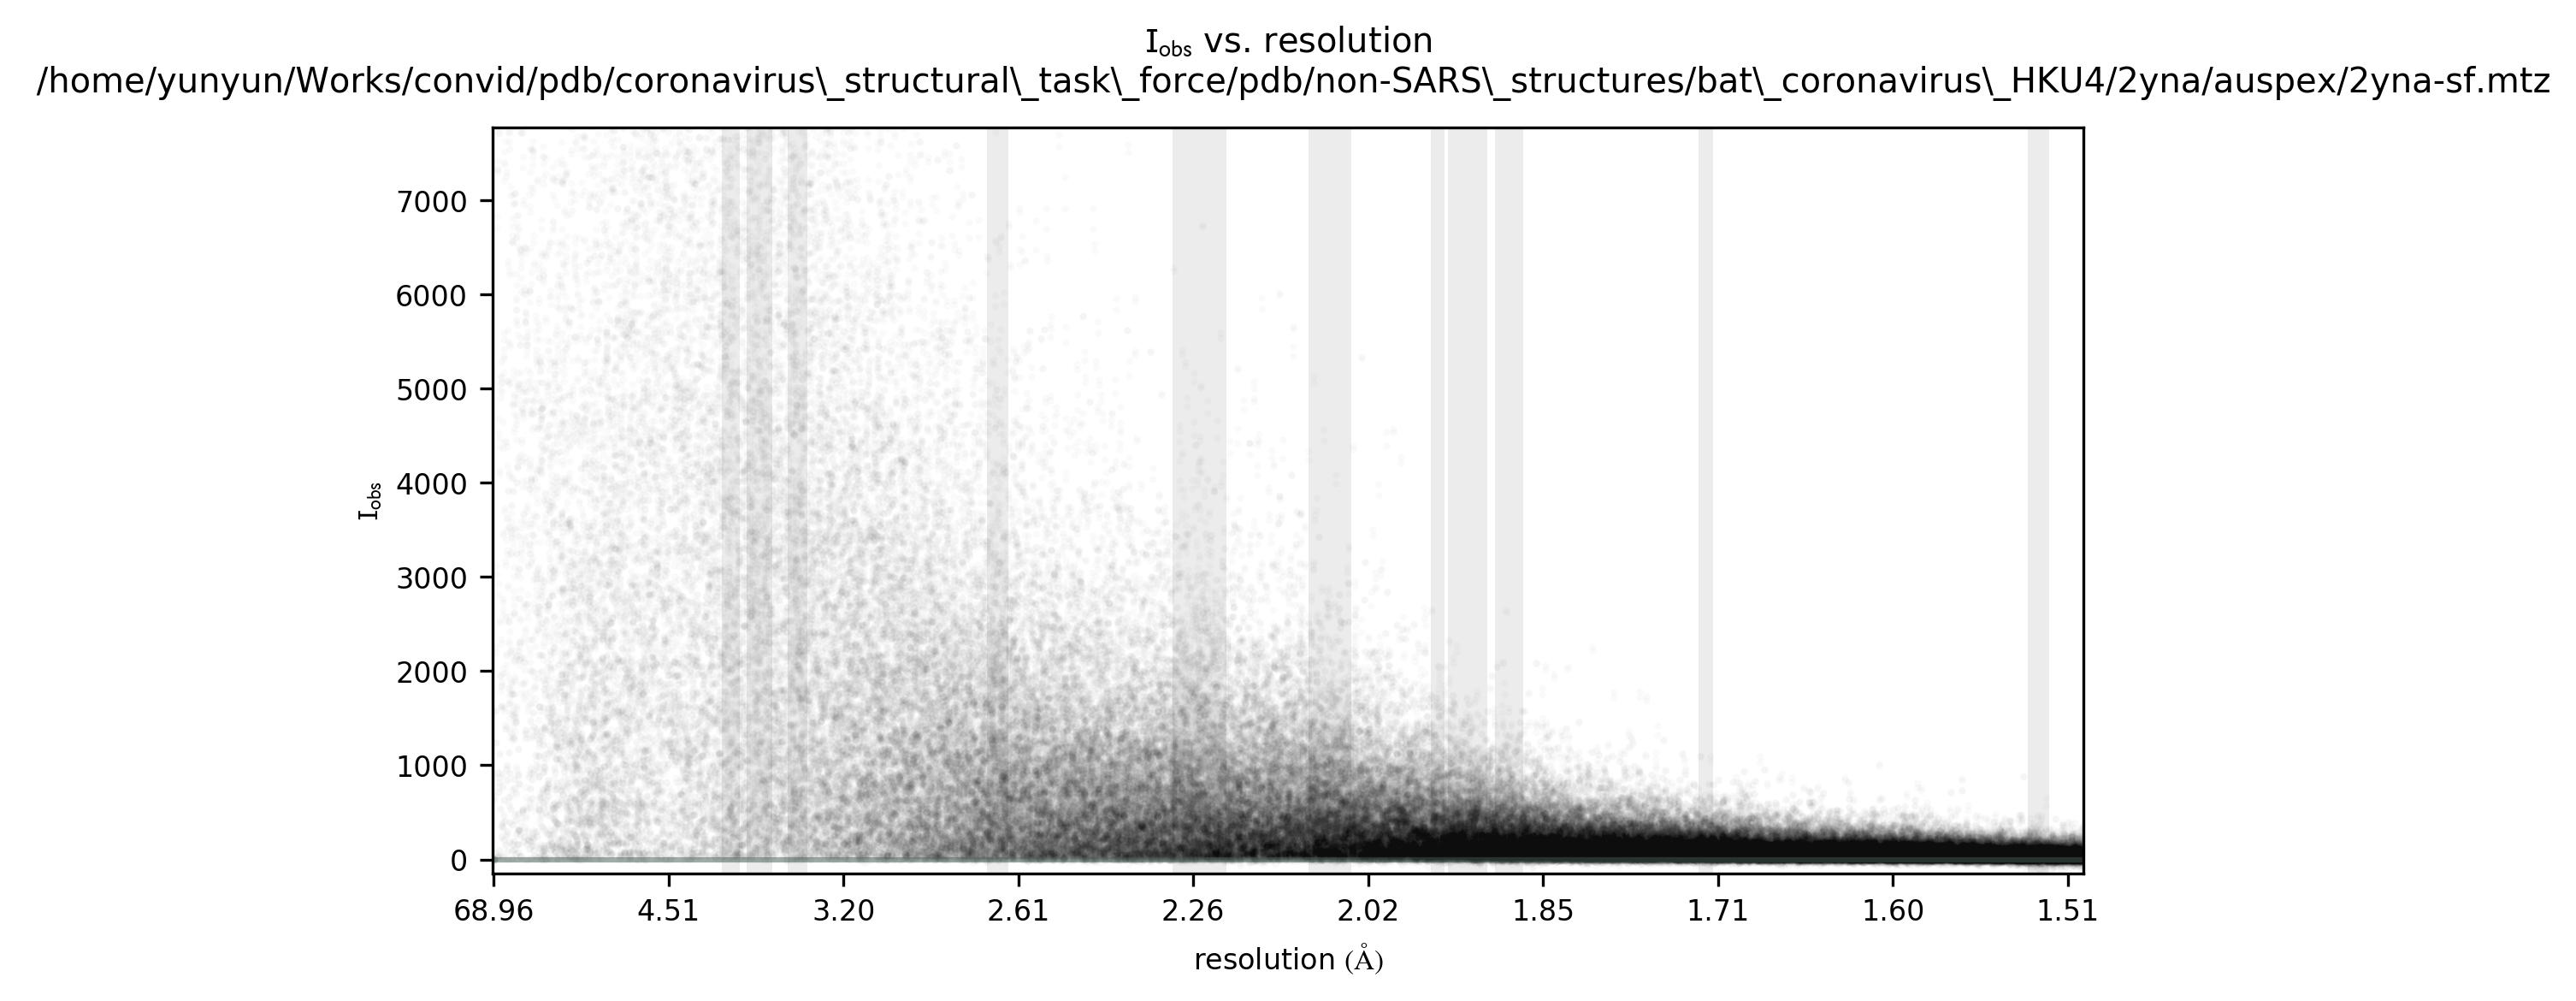 I_obs vs. resolution
/home/yunyun/Works/convid/pdb/coronavirus\_structural\_task\_force/pdb/non-SARS\_structures/bat\_coronavirus\_HKU4/2yna/auspex/2yna-sf.mtz
7000
6000
5000
4000
3000
2000
1000
0
I_obs
68.96 4.51 3.20 2.61 2.26 2.02 1.85 1.71 1.60 1.51
resolution (Å)